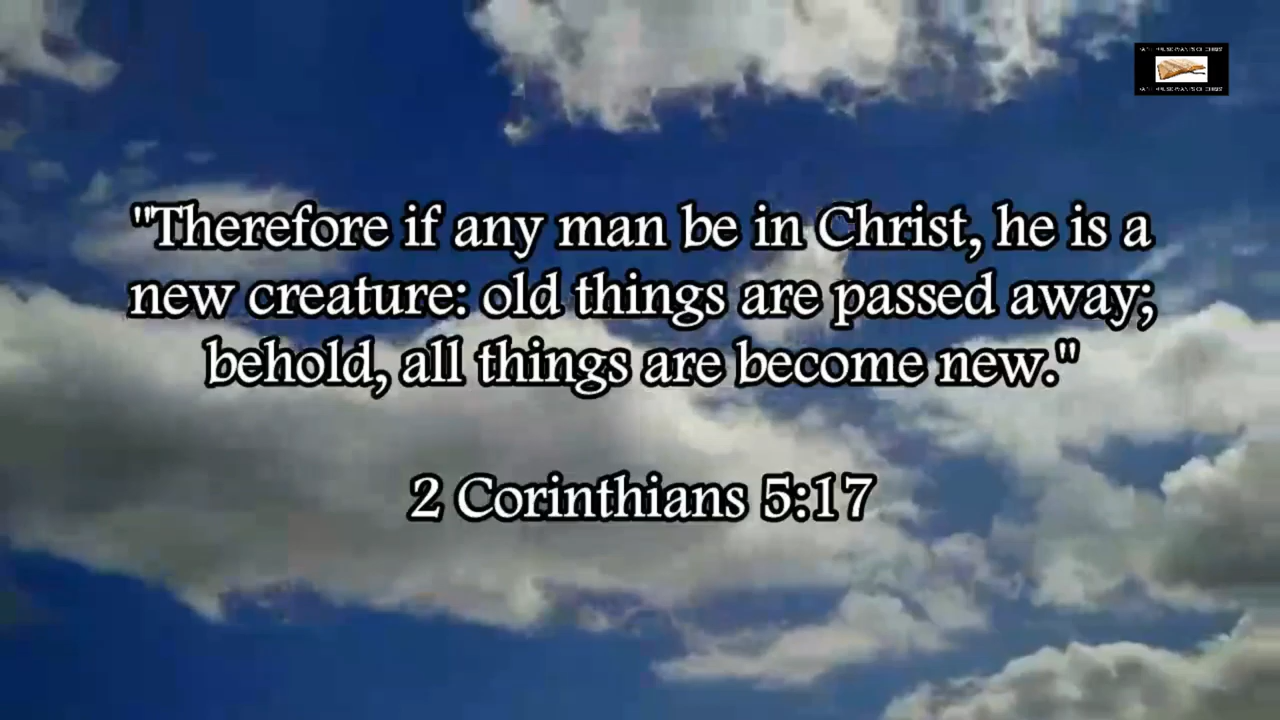 "Therefore if any man be in Christ, he is a
new creature: old things are passed away;
behold, all things are become new."
2 Corinthians 5:17